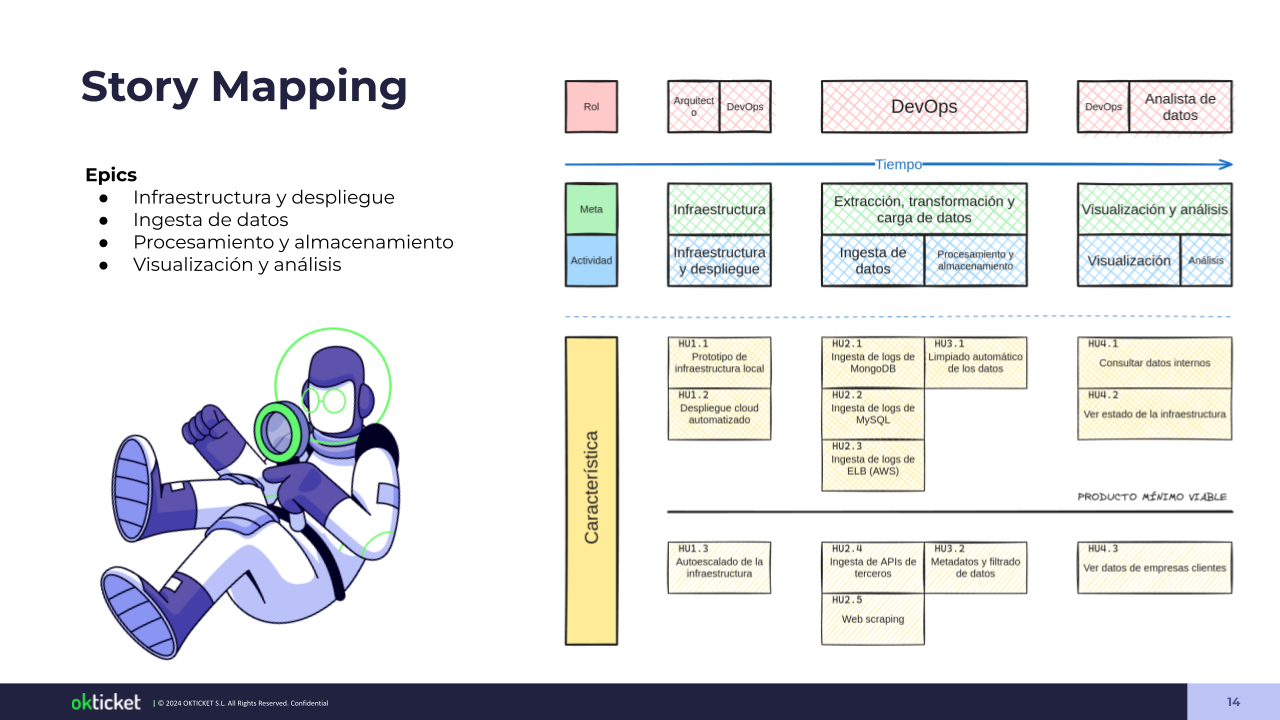 Story Mapping
Epics
● Infraestructura y despliegue
● Ingesta de datos
● Procesamiento y almacenamiento
● Visualización y análisis
Rol
Arquitect
o
DevOps
DevOps
DevOps
Analista de
datos
Tiempo
Meta
Infraestructura
Extracción, transformación y
carga de datos
Visualización y análisis
Actividad
Infraestructura
y despliegue
Ingesta de
datos
Procesamiento y
almacenamiento
Visualización
Análisis
Característica
HU1.1
Prototipo de
infraestructura local
HU1.2
Despliegue cloud
automatizado
HU2.1
Ingesta de logs de
MongoDB
HU2.2
Ingesta de logs de
MySQL
HU2.3
Ingesta de logs de
ELB (AWS)
HU3.1
Limpiado automático
de los datos
HU4.1
Consultar datos internos
HU4.2
Ver estado de la infraestructura
PRODUCTO MÍNIMO VIABLE
HU1.3
Autoescalado de la
infraestructura
HU2.4
Ingesta de APIs de
terceros
HU2.5
Web scraping
HU3.2
Metadatos y filtrado
de datos
HU4.3
Ver datos de empresas clientes
okticket | © 2024 OKTICKET S.L. All Rights Reserved. Confidential
14